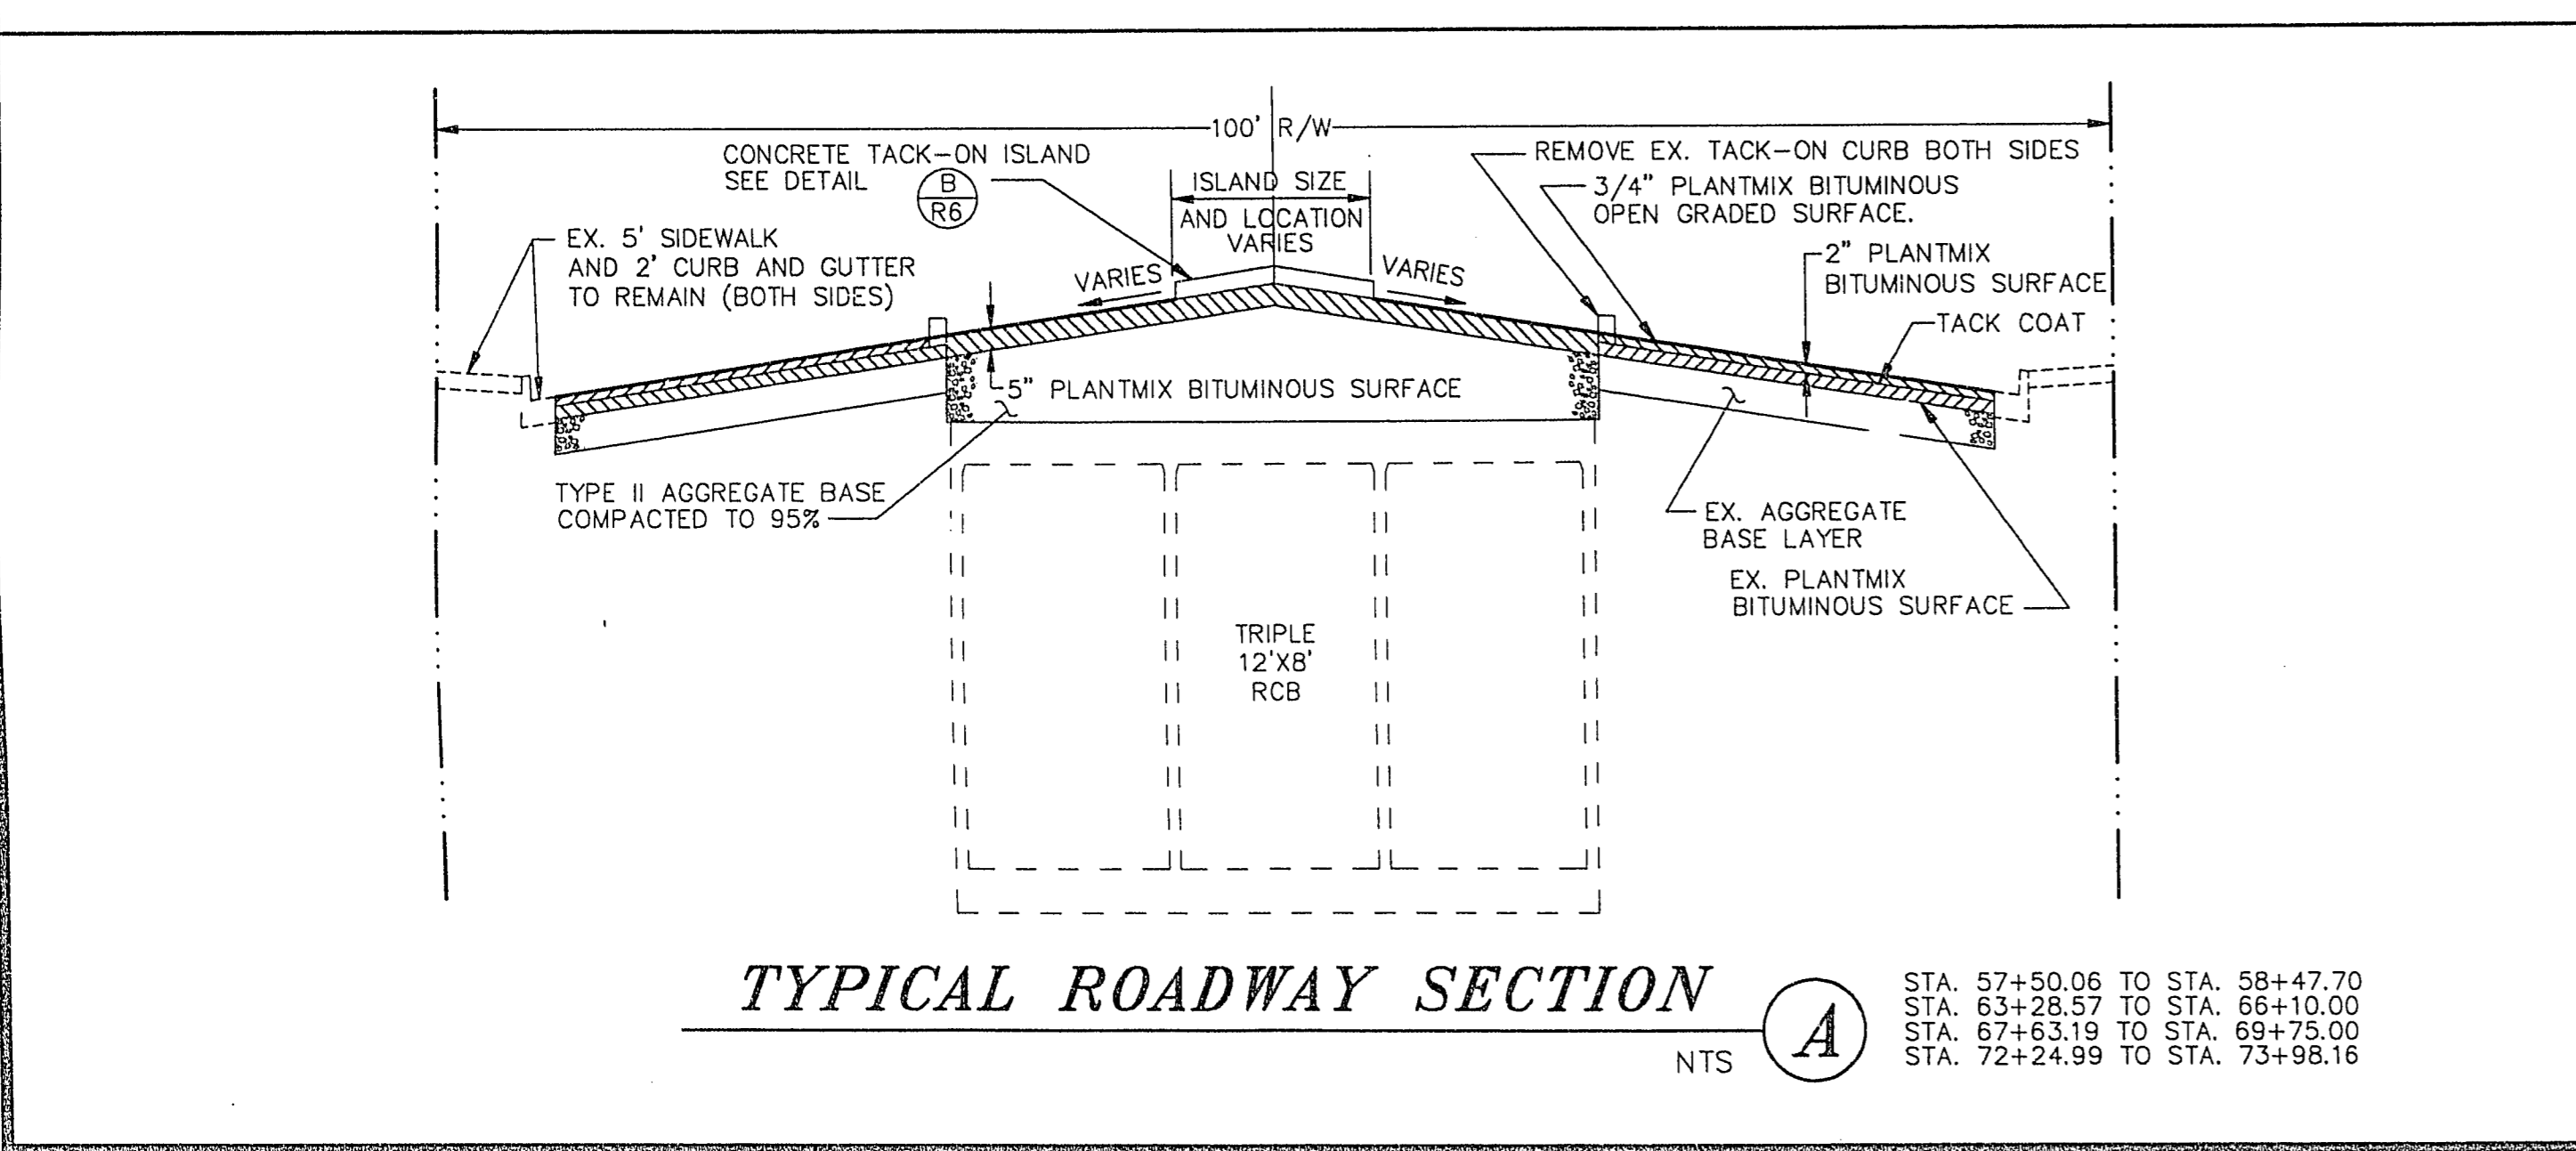 100' R/W
CONCRETE TACK-ON ISLAND
SEE DETAIL
B
R6
ISLAND SIZE
AND LOCATION
VARIES
REMOVE EX. TACK-ON CURB BOTH SIDES
3/4" PLANTMIX BITUMINOUS
OPEN GRADED SURFACE.
EX. 5' SIDEWALK
AND 2' CURB AND GUTTER
TO REMAIN (BOTH SIDES)
VARIES
VARIES
2" PLANTMIX
BITUMINOUS SURFACE
TACK COAT
5" PLANTMIX BITUMINOUS SURFACE
TYPE II AGGREGATE BASE
COMPACTED TO 95%
EX. AGGREGATE
BASE LAYER
EX. PLANTMIX
BITUMINOUS SURFACE
TRIPLE
12'X8'
RCB
TYPICAL ROADWAY SECTION
NTS
A
STA. 57+50.06 TO STA. 58+47.70
STA. 63+28.57 TO STA. 66+10.00
STA. 67+63.19 TO STA. 69+75.00
STA. 72+24.99 TO STA. 73+98.16